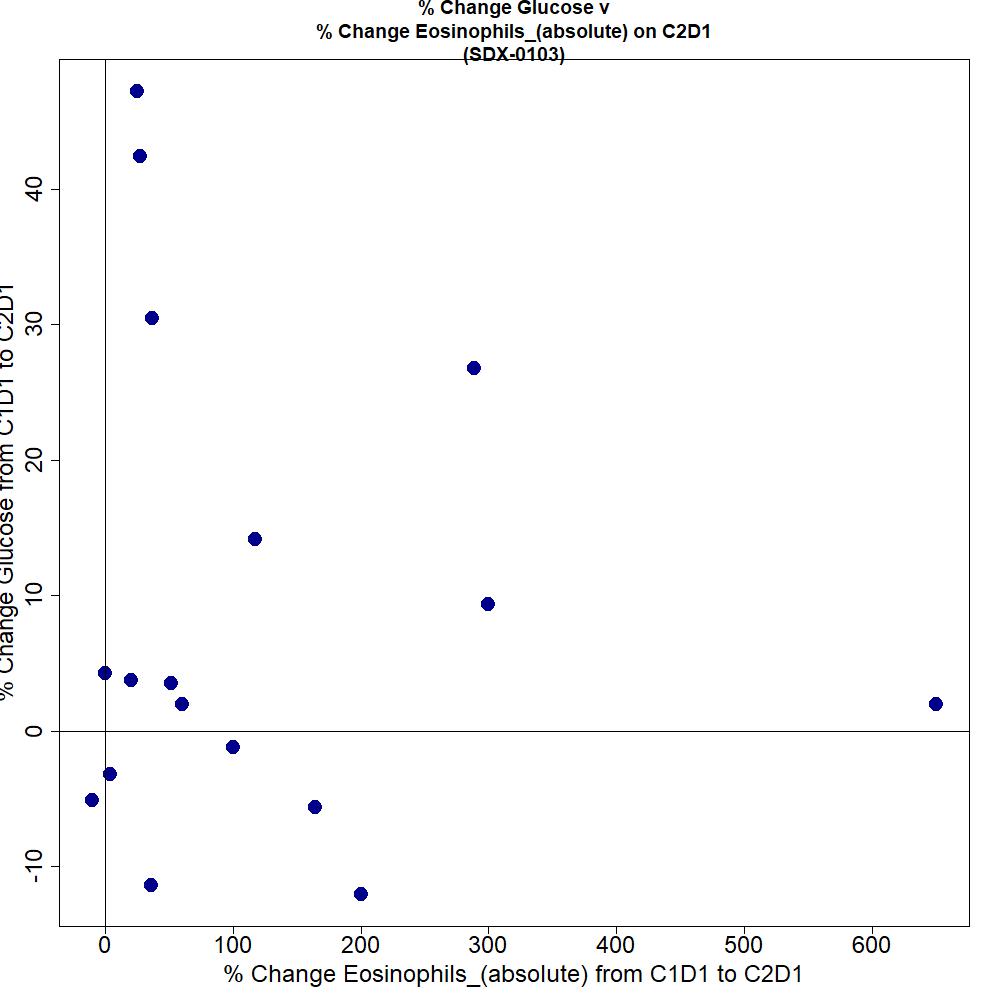 % Change Glucose v
% Change Eosinophils_(absolute) on C2D1
(SDX-0103)
% Change Glucose from C1D1 to C2D1
40
30
20
10
0
-10
0 100 200 300 400 500 600
% Change Eosinophils_(absolute) from C1D1 to C2D1